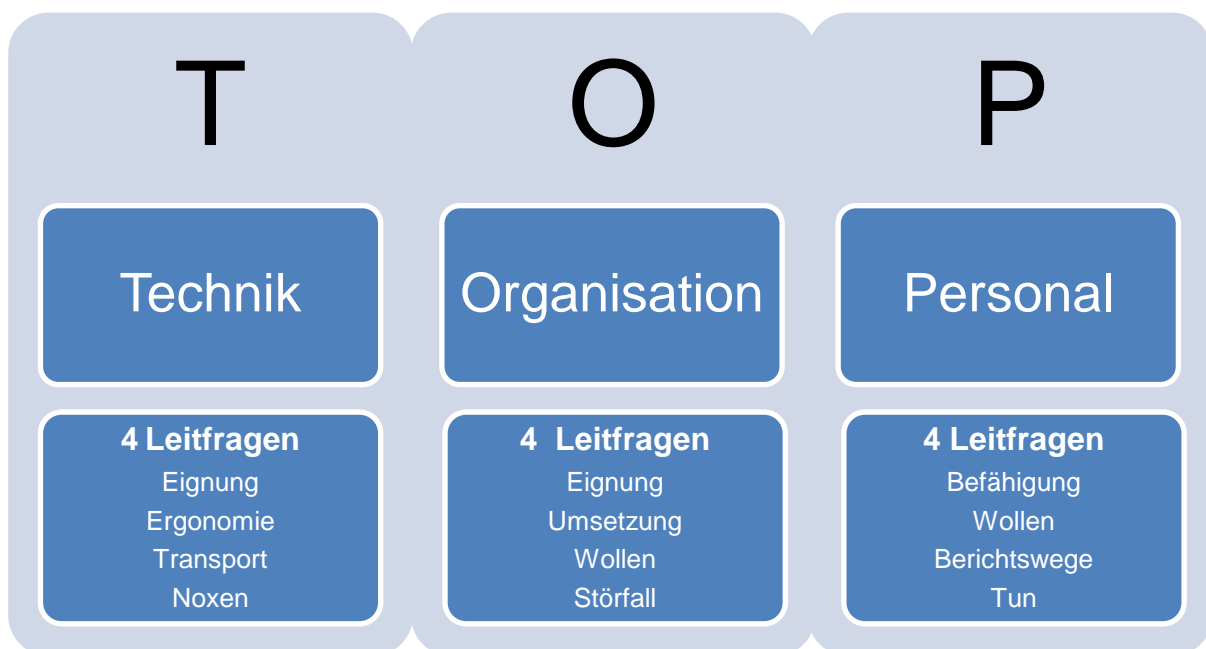 T
Technik
4 Leitfragen
Eignung
Ergonomie
Transport
Noxen
O
Organisation
4 Leitfragen
Eignung
Umsetzung
Wollen
Störfall
P
Personal
4 Leitfragen
Befähigung
Wollen
Berichtswege
Tun